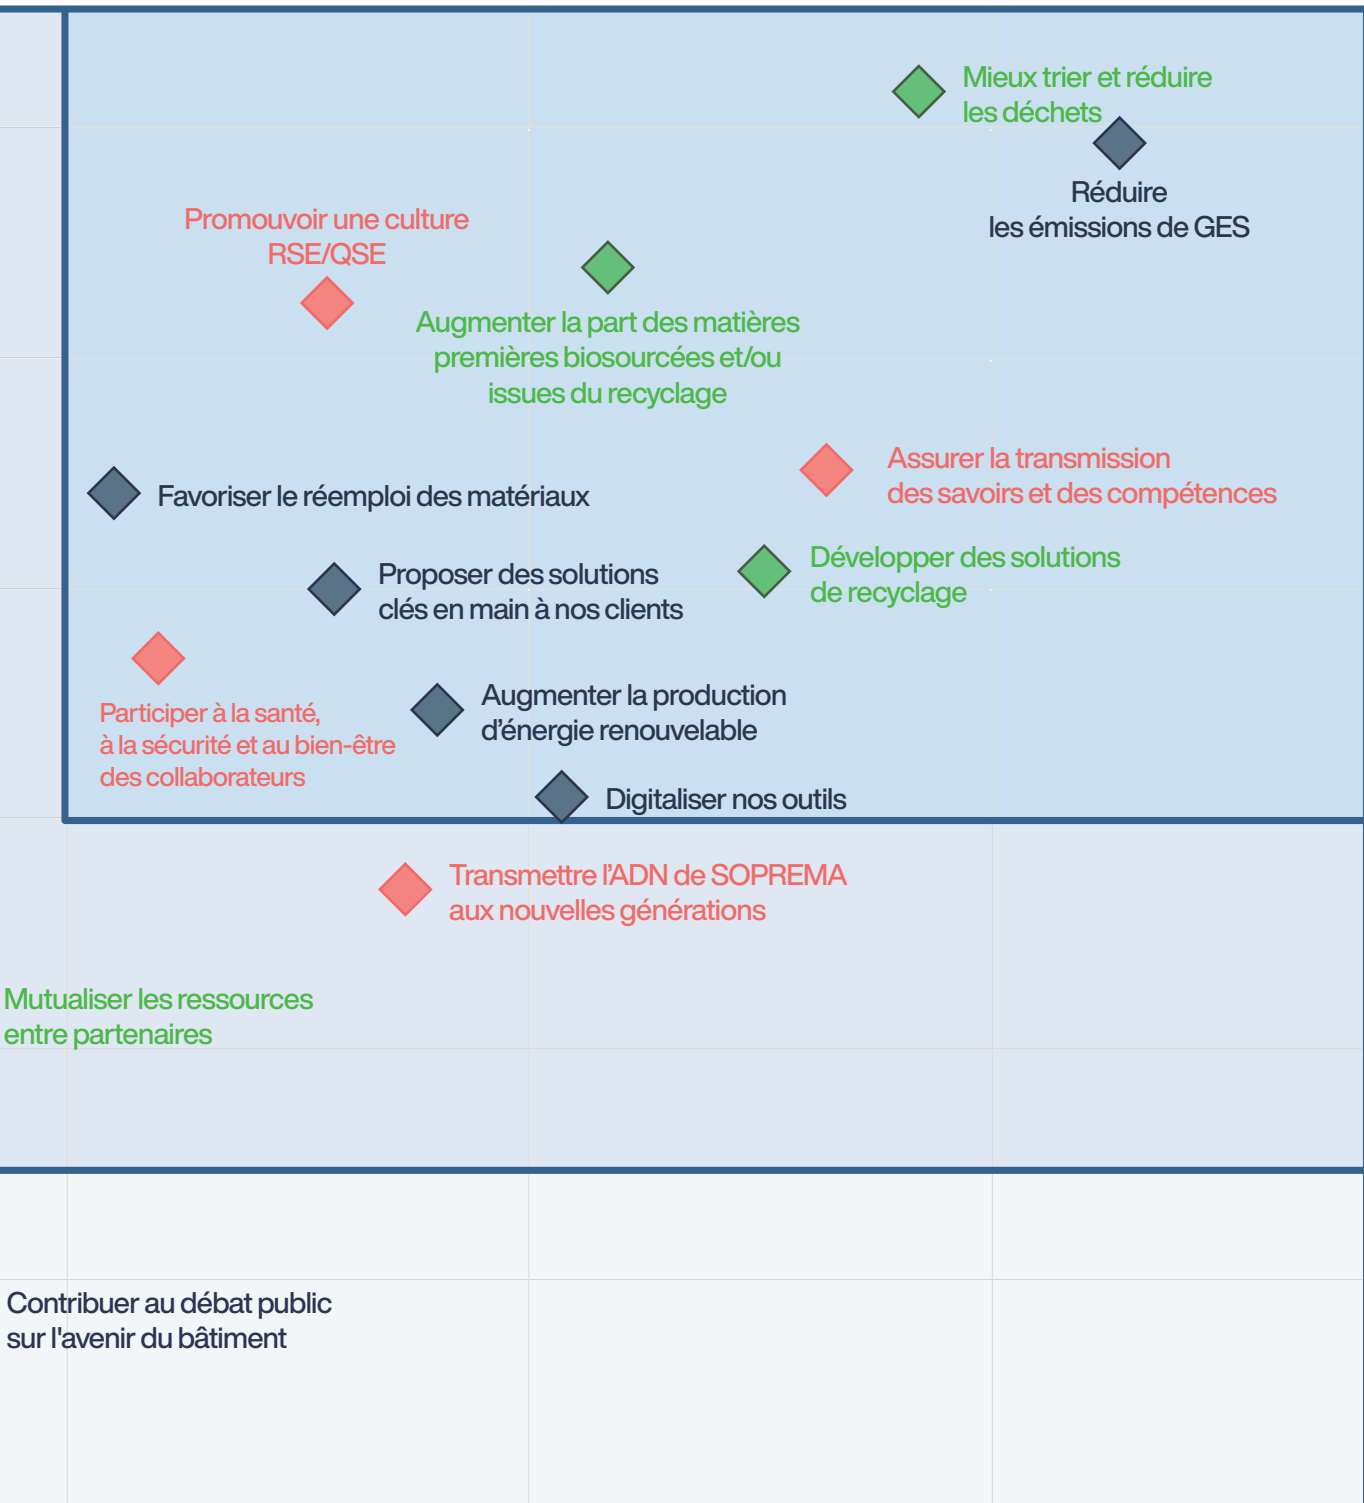 Mieux trier et réduire
les déchets
Réduire
les émissions de GES
Promouvoir une culture
RSE/QSE
Augmenter la part des matières
premières biosourcées et/ou
issues du recyclage
Assurer la transmission
des savoirs et des compétences
Favoriser le réemploi des matériaux
Développer des solutions
de recyclage
Proposer des solutions
clés en main à nos clients
Participer à la santé,
à la sécurité et au bien-être
des collaborateurs
Augmenter la production
d’énergie renouvelable
Digitaliser nos outils
Transmettre l’ADN de SOPREMA
aux nouvelles générations
Mutualiser les ressources
entre partenaires
Contribuer au débat public
sur l'avenir du bâtiment